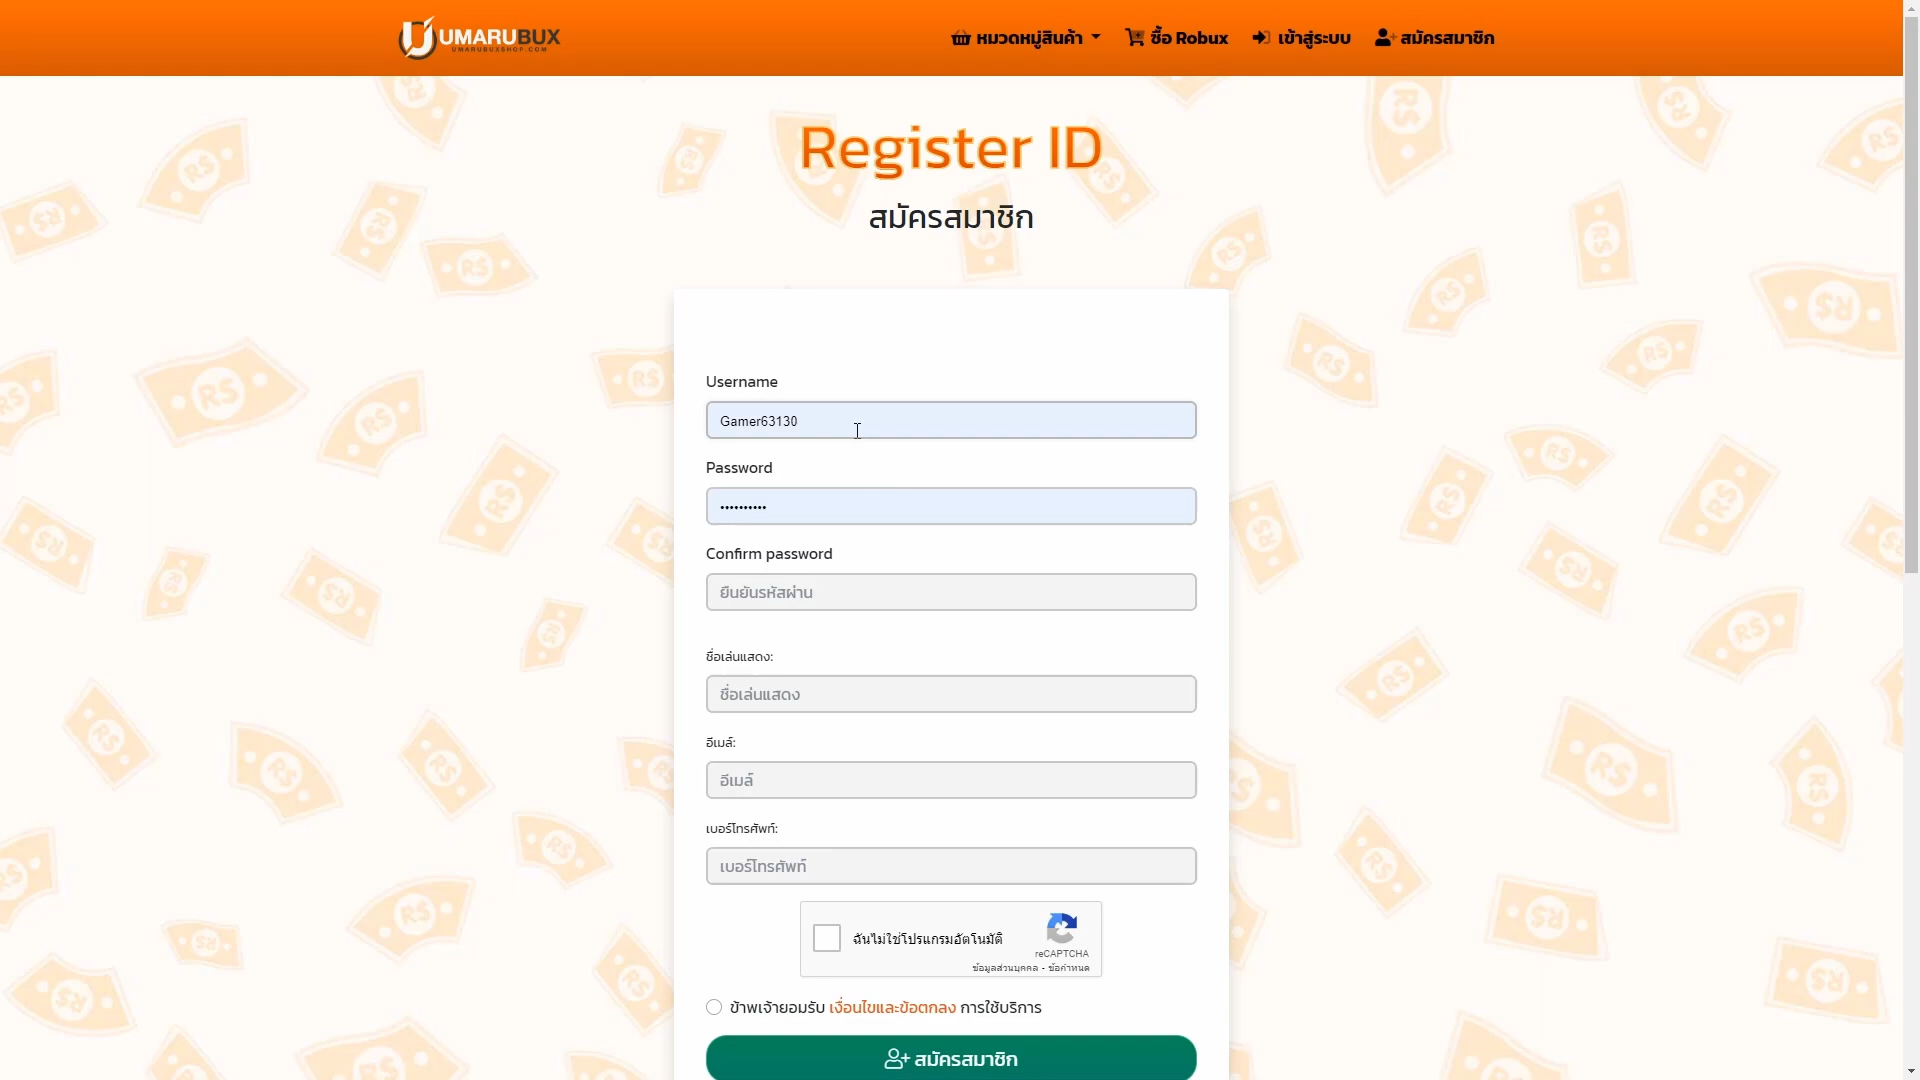 UMARUBUX
UMARUBUXSHOP.COM
หมวดหมู่สินค้า
ซื้อ Robux
เข้าสู่ระบบ
สมัครสมาชิก
Register ID
สมัครสมาชิก
Username
Gamer63130
Password
••••••••••
Confirm password
ยืนยันรหัสผ่าน
ชื่อเล่นแสดง:
ชื่อเล่นแสดง
อีเมล์:
อีเมล์
เบอร์โทรศัพท์:
เบอร์โทรศัพท์
ฉันไม่ใช่โปรแกรมอัตโนมัติ
reCAPTCHA
ข้อมูลส่วนบุคคล - ข้อกำหนด
ข้าพเจ้ายอมรับ เงื่อนไขและข้อตกลง การใช้บริการ
สมัครสมาชิก